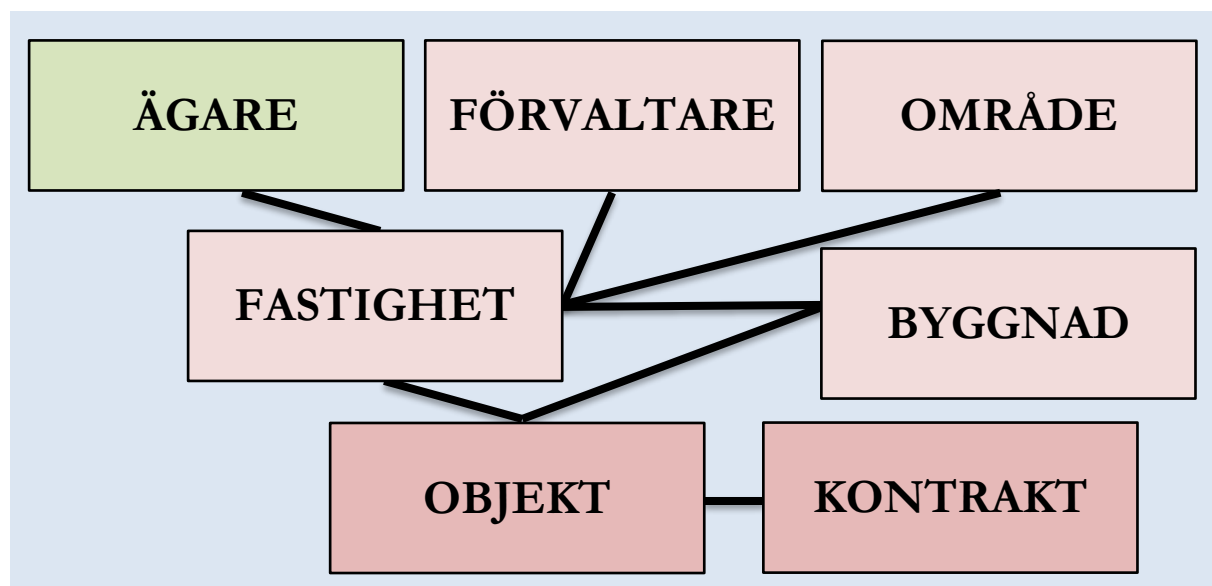 ÄGARE
FÖRVALTARE
OMRÅDE
FASTIGHET
BYGGNAD
OBJEKT
KONTRAKT